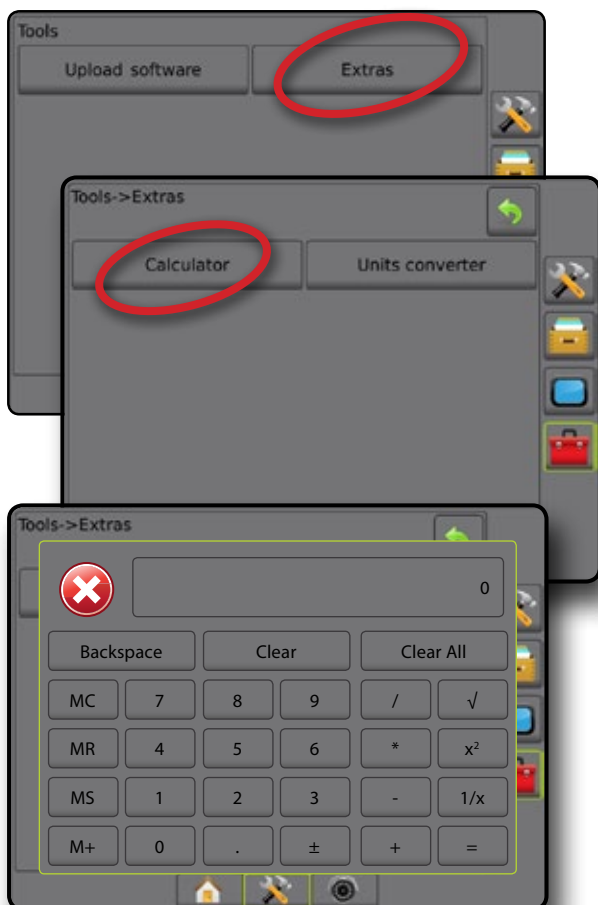 Tools
Upload software Extras
Tools->Extras
Calculator Units converter
Tools->Extras
0
Backspace Clear Clear All
MC 7 8 9 / √
MR 4 5 6 * x²
MS 1 2 3 - 1/x
M+ 0 . ± + =